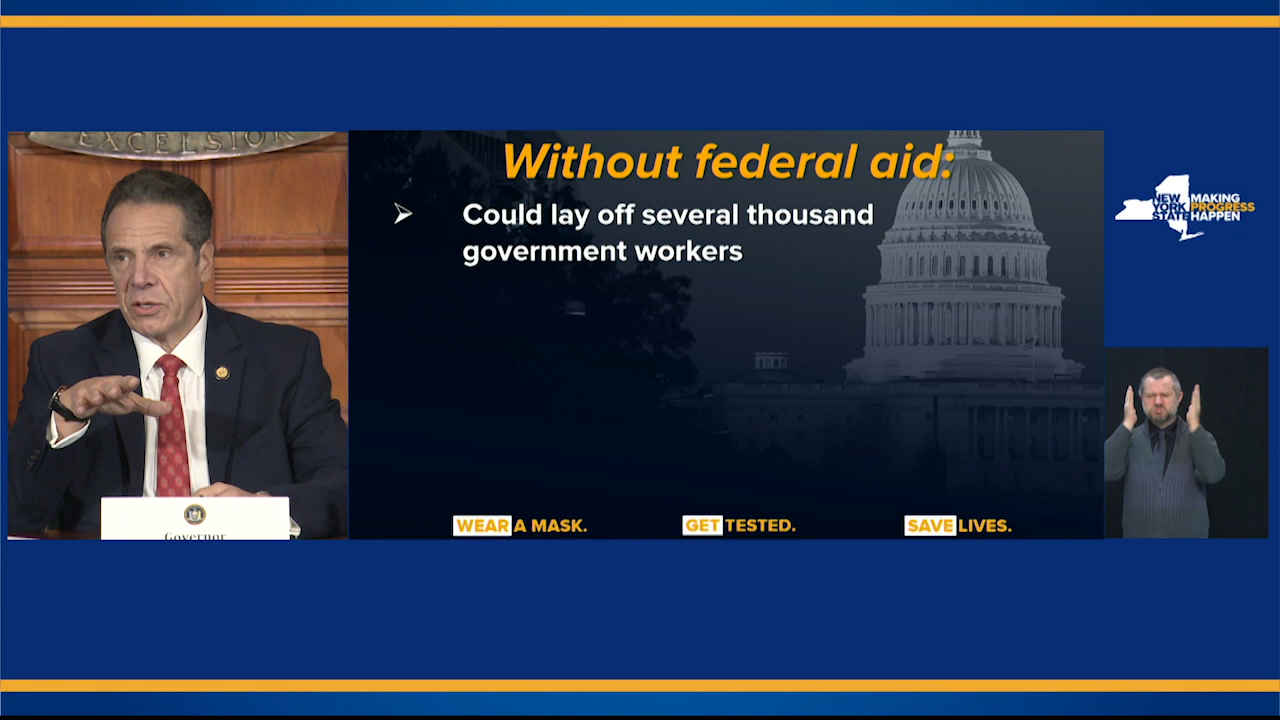 EXCELSIOR
Without federal aid:
➢ Could lay off several thousand
government workers
NEW
YORK
STATE
MAKING
PROGRESS
HAPPEN
Governor
WEAR A MASK.
GET TESTED.
SAVE LIVES.